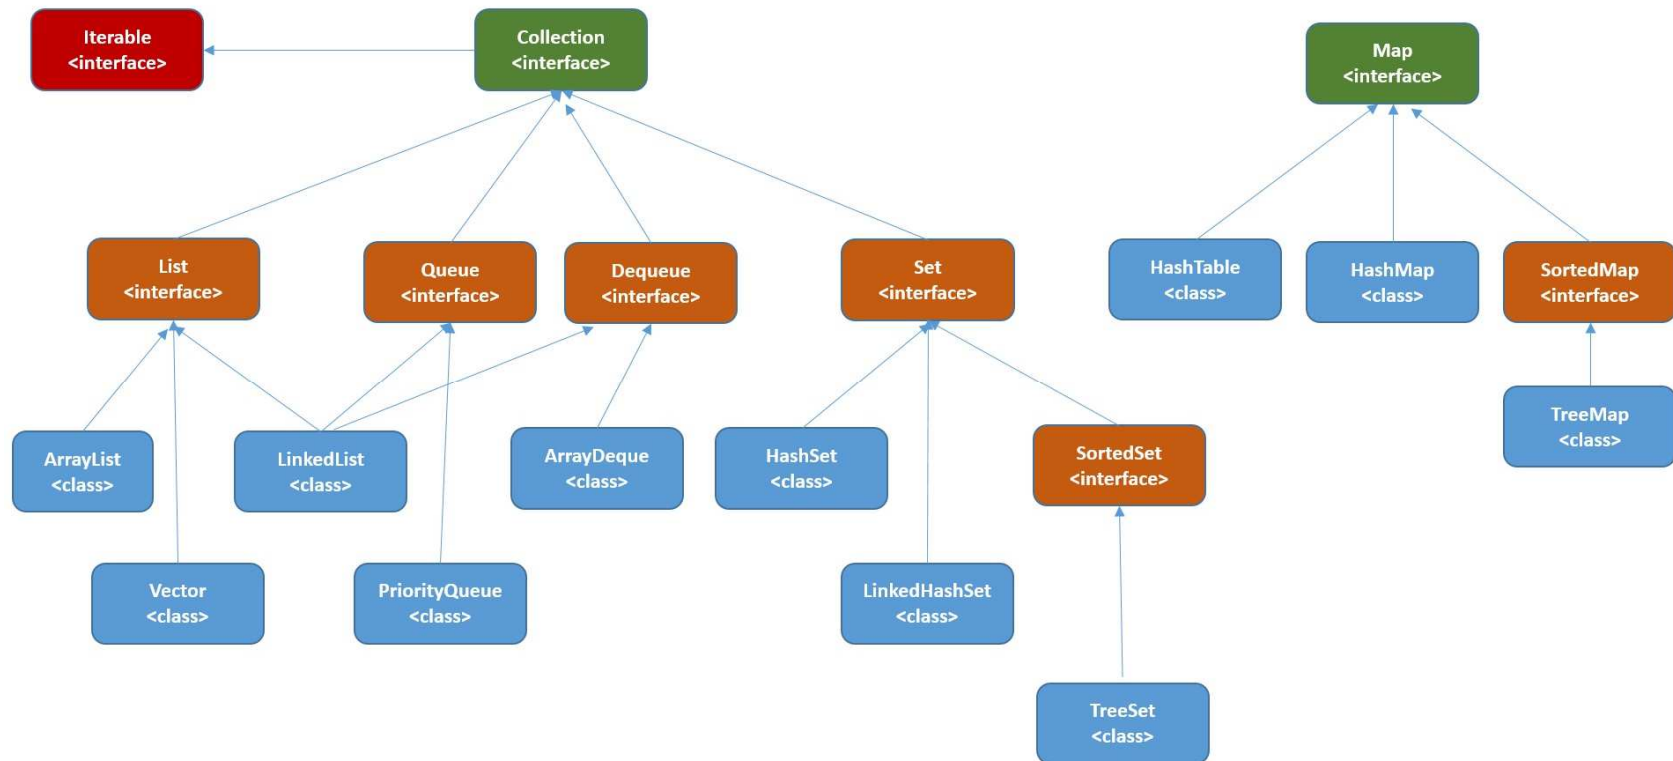 Iterable
<interface>
Collection
<interface>
Map
<interface>
List
<interface>
Queue
<interface>
Dequeue
<interface>
Set
<interface>
HashTable
<class>
HashMap
<class>
SortedMap
<interface>
ArrayList
<class>
LinkedList
<class>
ArrayDeque
<class>
HashSet
<class>
SortedSet
<interface>
TreeMap
<class>
Vector
<class>
PriorityQueue
<class>
LinkedHashSet
<class>
TreeSet
<class>